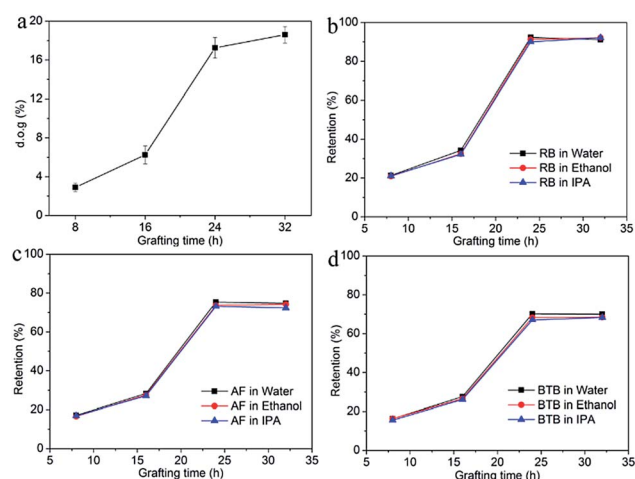 a
20
16
12
8
4
0
d.o.g (%)
8 16 24 32
Grafting time (h)
b
100
80
60
40
20
0
Retention (%)
RB in Water
RB in Ethanol
RB in IPA
5 10 15 20 25 30 35
Grafting time (h)
c
100
80
60
40
20
0
Retention (%)
AF in Water
AF in Ethanol
AF in IPA
5 10 15 20 25 30 35
Grafting time (h)
d
100
80
60
40
20
0
Retention (%)
BTB in Water
BTB in Ethanol
BTB in IPA
5 10 15 20 25 30 35
Grafting time (h)